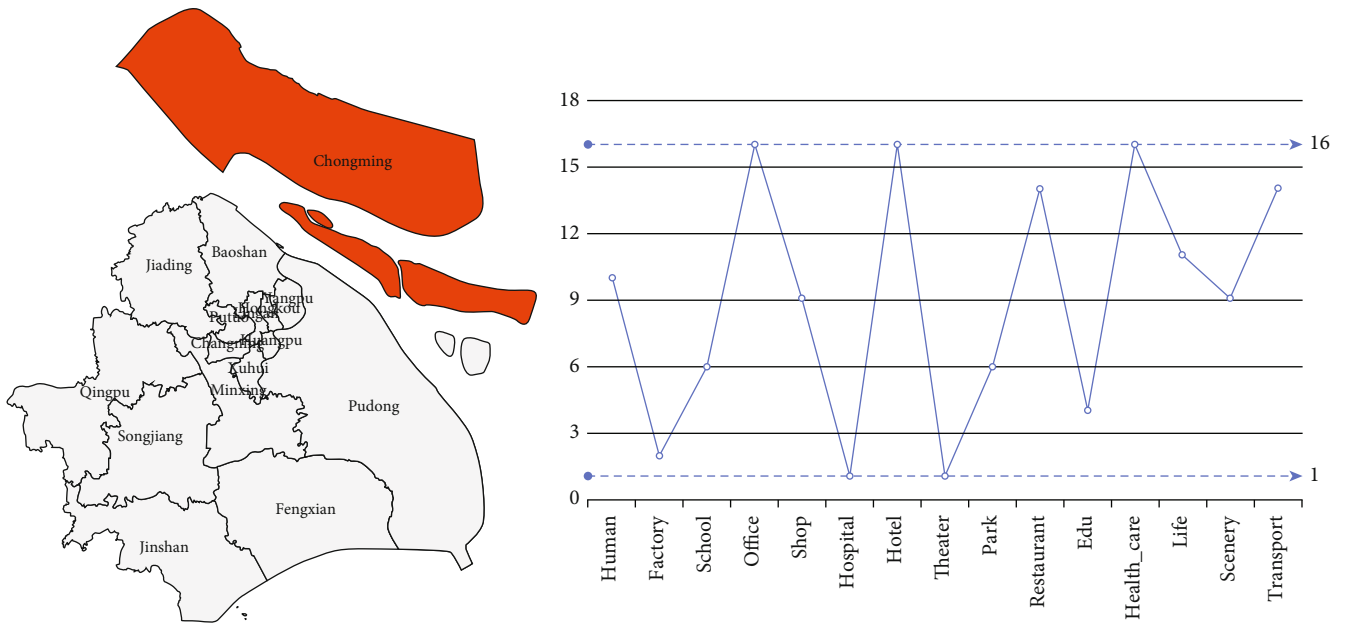 Chongming
Baoshan
Jiading
Yangpu
Hongkou
Putuo
Changning
Huangpu
Xuhui
Minxing
Qingpu
Pudong
Songjiang
Fengxian
Jinshan
18
16
15
12
9
6
3
1
0
Human
Factory
School
Office
Shop
Hospital
Hotel
Theater
Park
Restaurant
Edu
Health_care
Life
Scenery
Transport